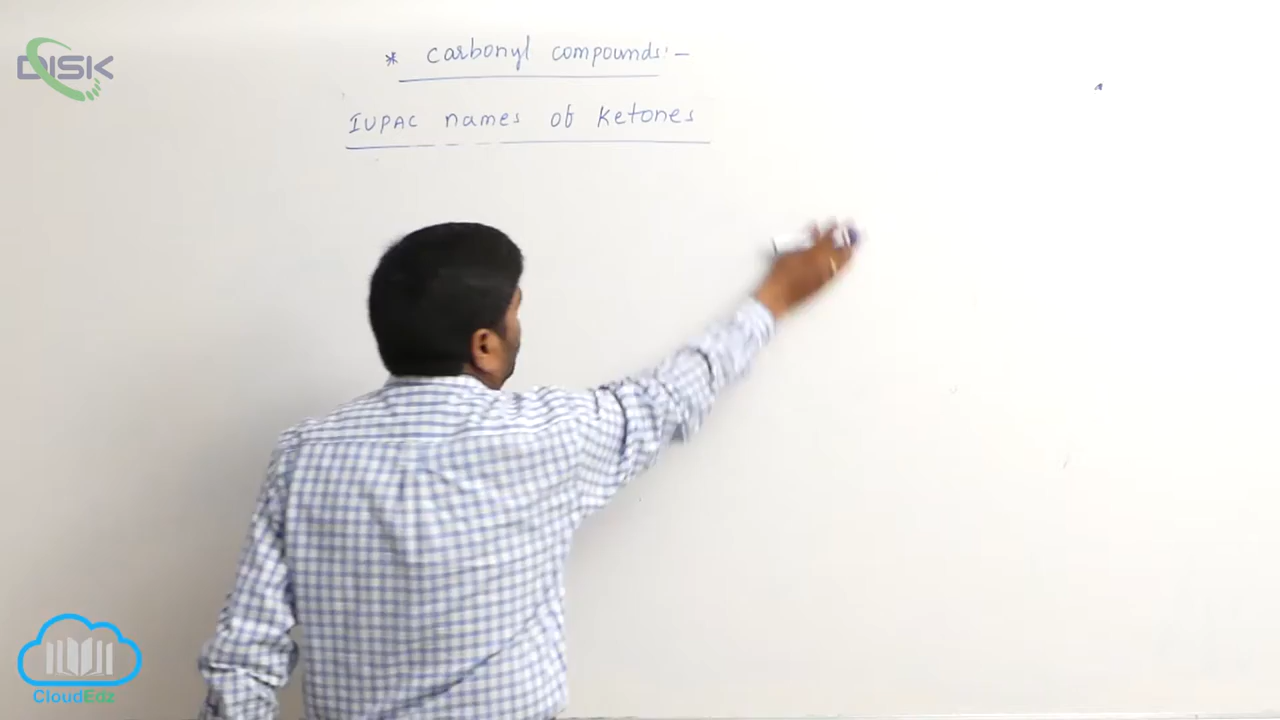 DISK
* Carbonyl compounds:-
IUPAC names of Ketones
CloudEdz